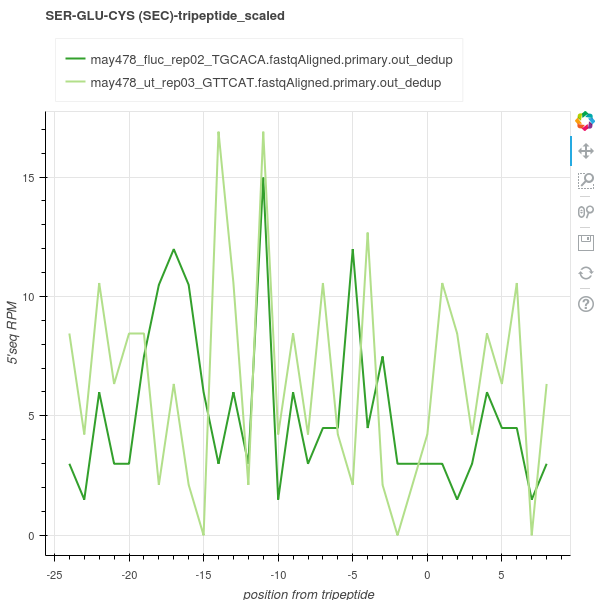 SER-GLU-CYS (SEC)-tripeptide_scaled
may478_fluc_rep02_TGCACA.fastqAligned.primary.out_dedup
may478_ut_rep03_GTTCAT.fastqAligned.primary.out_dedup
15
10
5
0
5'seq RPM
-25 -20 -15 -10 -5 0 5
position from tripeptide